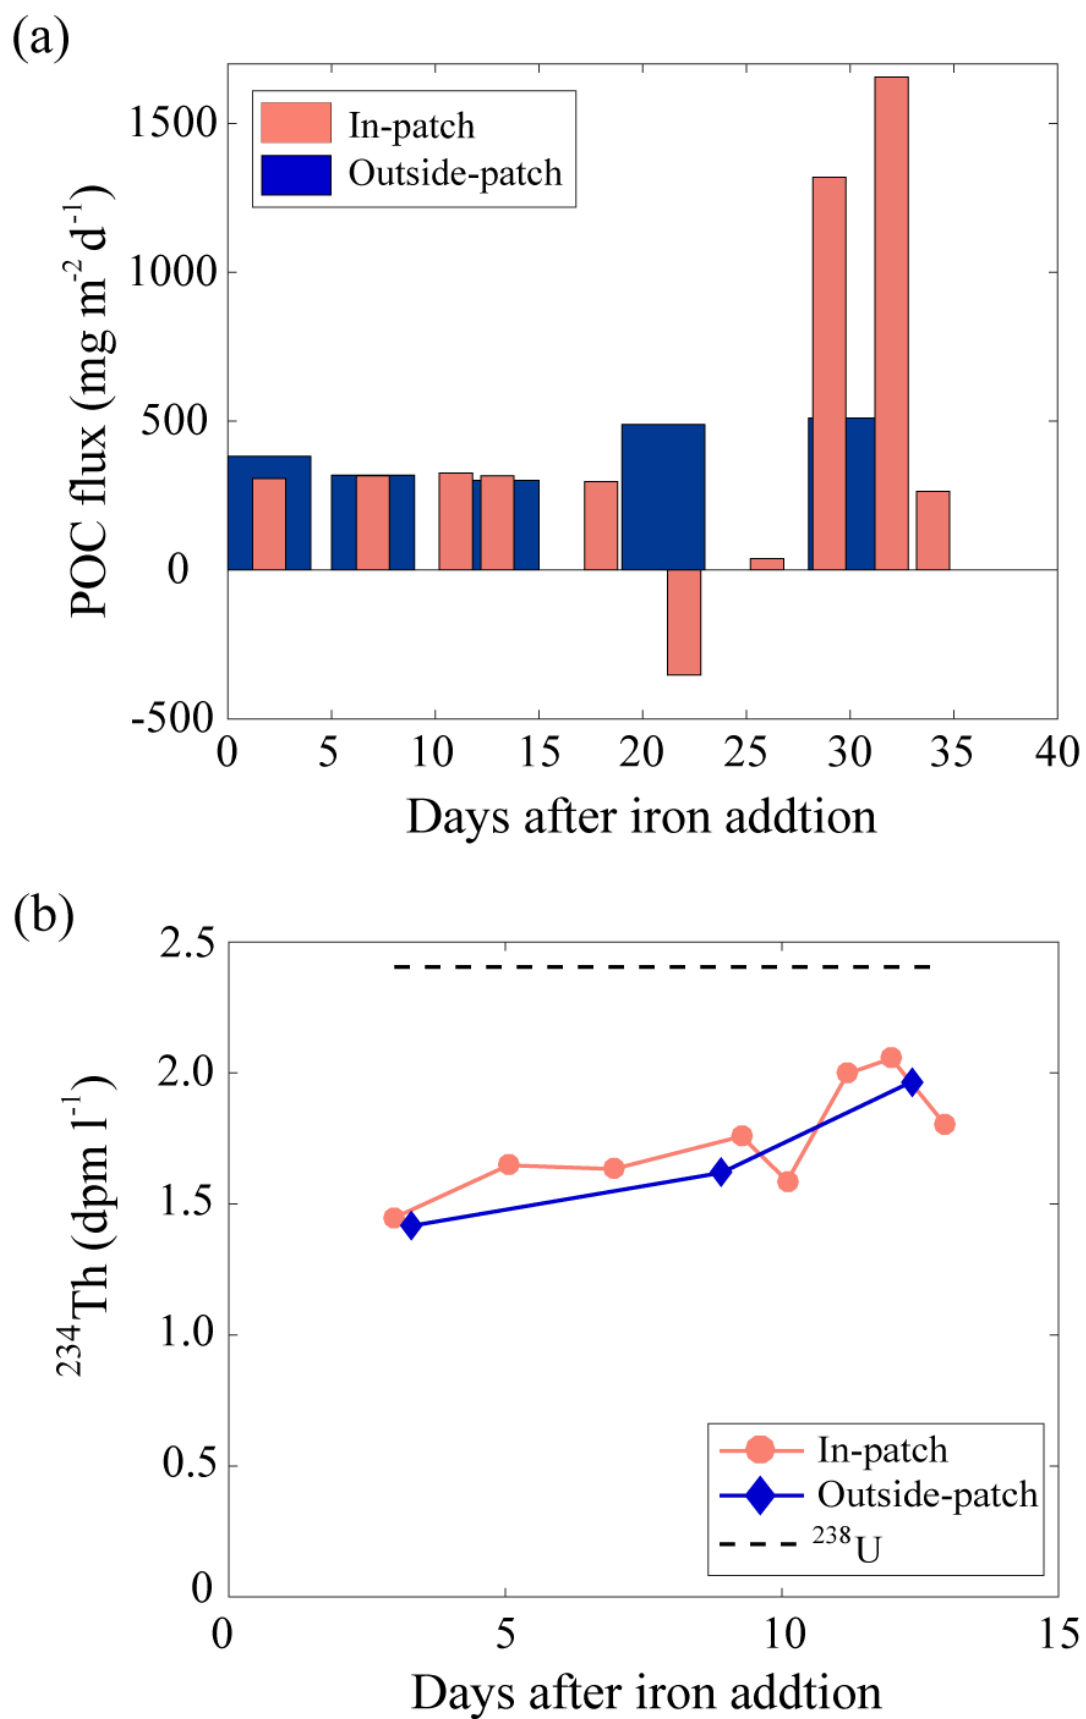 (a)
In-patch
Outside-patch
1500
1000
500
0
-500
POC flux (mg m⁻² d⁻¹)
0 5 10 15 20 25 30 35 40
Days after iron addtion
(b)
2.5
2.0
1.5
1.0
0.5
0
²³⁴Th (dpm l⁻¹)
In-patch
Outside-patch
²³⁸U
0 5 10 15
Days after iron addtion